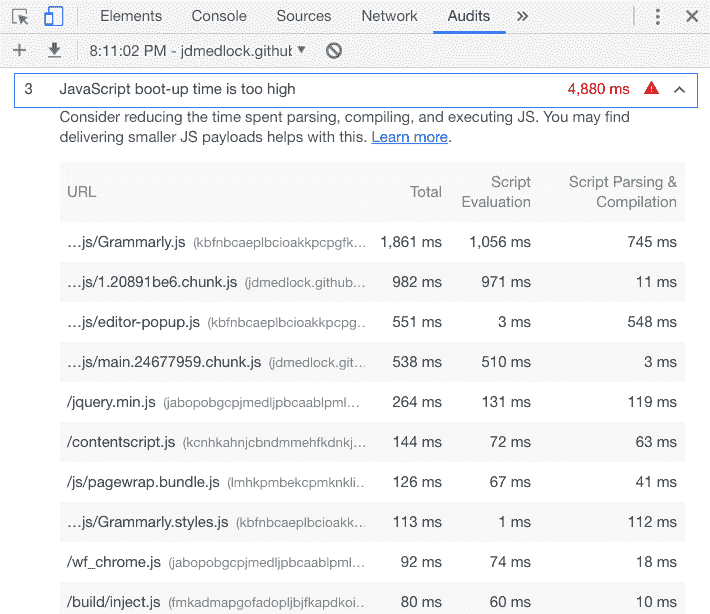 Elements Console Sources Network Audits »
8:11:02 PM - jdmedlock.githut ▼
3 JavaScript boot-up time is too high 4,880 ms
Consider reducing the time spent parsing, compiling, and executing JS. You may find
delivering smaller JS payloads helps with this. Learn more.
URL Total Script Evaluation Script Parsing & Compilation
…js/Grammarly.js (kbfnbcaeplbcioakkpcpgfk… 1,861 ms 1,056 ms 745 ms
…js/1.20891be6.chunk.js (jdmedlock.github… 982 ms 971 ms 11 ms
…js/editor-popup.js (kbfnbcaeplbcioakkpcpg… 551 ms 3 ms 548 ms
…js/main.24677959.chunk.js (jdmedlock.git… 538 ms 510 ms 3 ms
/jquery.min.js (jabopobgcpjmedljpbcaablpml… 264 ms 131 ms 119 ms
/contentscript.js (kcnhkahnjcbndmmehfkdnkj… 144 ms 72 ms 63 ms
/js/pagewrap.bundle.js (lmhkpmbekcpmknkli… 126 ms 67 ms 41 ms
…js/Grammarly.styles.js (kbfnbcaeplbcioakk… 113 ms 1 ms 112 ms
/wf_chrome.js (jabopobgcpjmedljpbcaablpml… 92 ms 74 ms 18 ms
/build/inject.js (fmkadmapgofadopljbjfkapdkoi… 80 ms 60 ms 10 ms